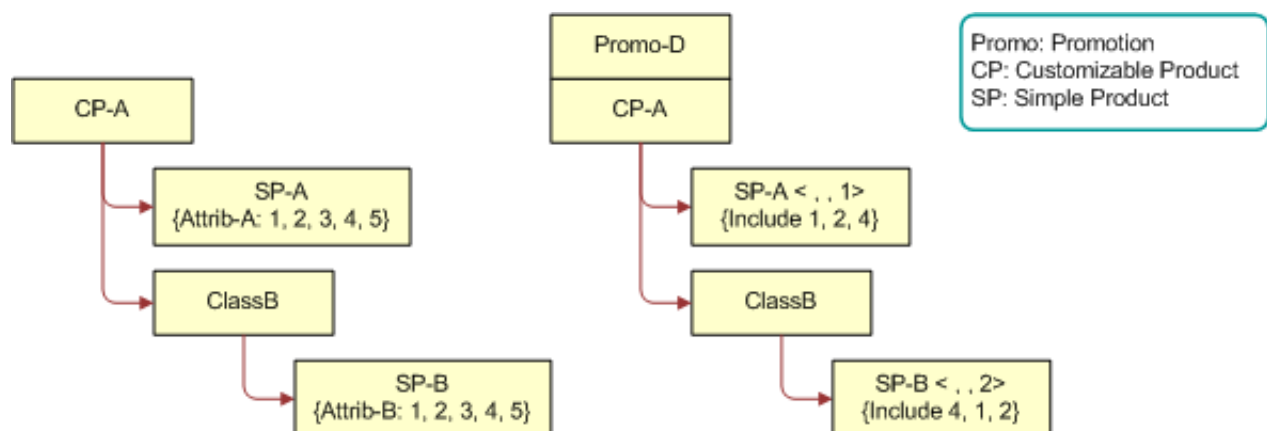 CP-A
SP-A
{Attrib-A: 1, 2, 3, 4, 5}
ClassB
SP-B
{Attrib-B: 1, 2, 3, 4, 5}
Promo-D
CP-A
SP-A < , , 1>
{Include 1, 2, 4}
ClassB
SP-B < , , 2>
{Include 4, 1, 2}
Promo: Promotion
CP: Customizable Product
SP: Simple Product